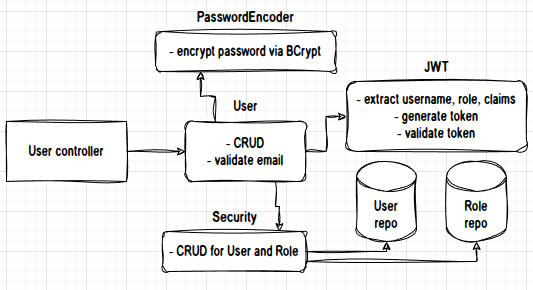 PasswordEncoder
- encrypt password via BCrypt
JWT
- extract username, role, claims
- generate token
- validate token
User
- CRUD
- validate email
User controller
User
repo
Role
repo
Security
- CRUD for User and Role